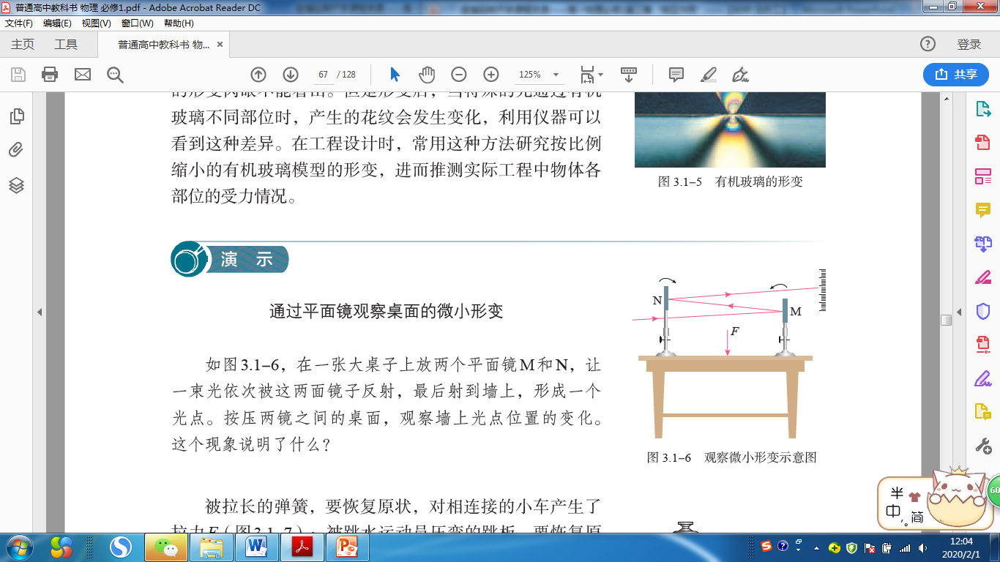 普通高中教科书 物理 必修1.pdf - Adobe Acrobat Reader DC
文件(F) 编辑(E) 视图(V) 窗口(W) 帮助(H)
主页 工具 普通高中教科书 物... × 登录
67 / 128 125% 共享
玻璃不同部位时，产生的花纹会发生变化，利用仪器可以
看到这种差异。在工程设计时，常用这种方法研究按比例
缩小的有机玻璃模型的形变，进而推测实际工程中物体各
部位的受力情况。
图 3.1-5 有机玻璃的形变
演 示
通过平面镜观察桌面的微小形变
如图 3.1-6，在一张大桌子上放两个平面镜 M 和 N，让
一束光依次被这两面镜子反射，最后射到墙上，形成一个
光点。按压两镜之间的桌面，观察墙上光点位置的变化。
这个现象说明了什么？
N
M
F
图 3.1-6 观察微小形变示意图
被拉长的弹簧，要恢复原状，对相连接的小车产生了
半
中 简
60
12:04
2020/2/1